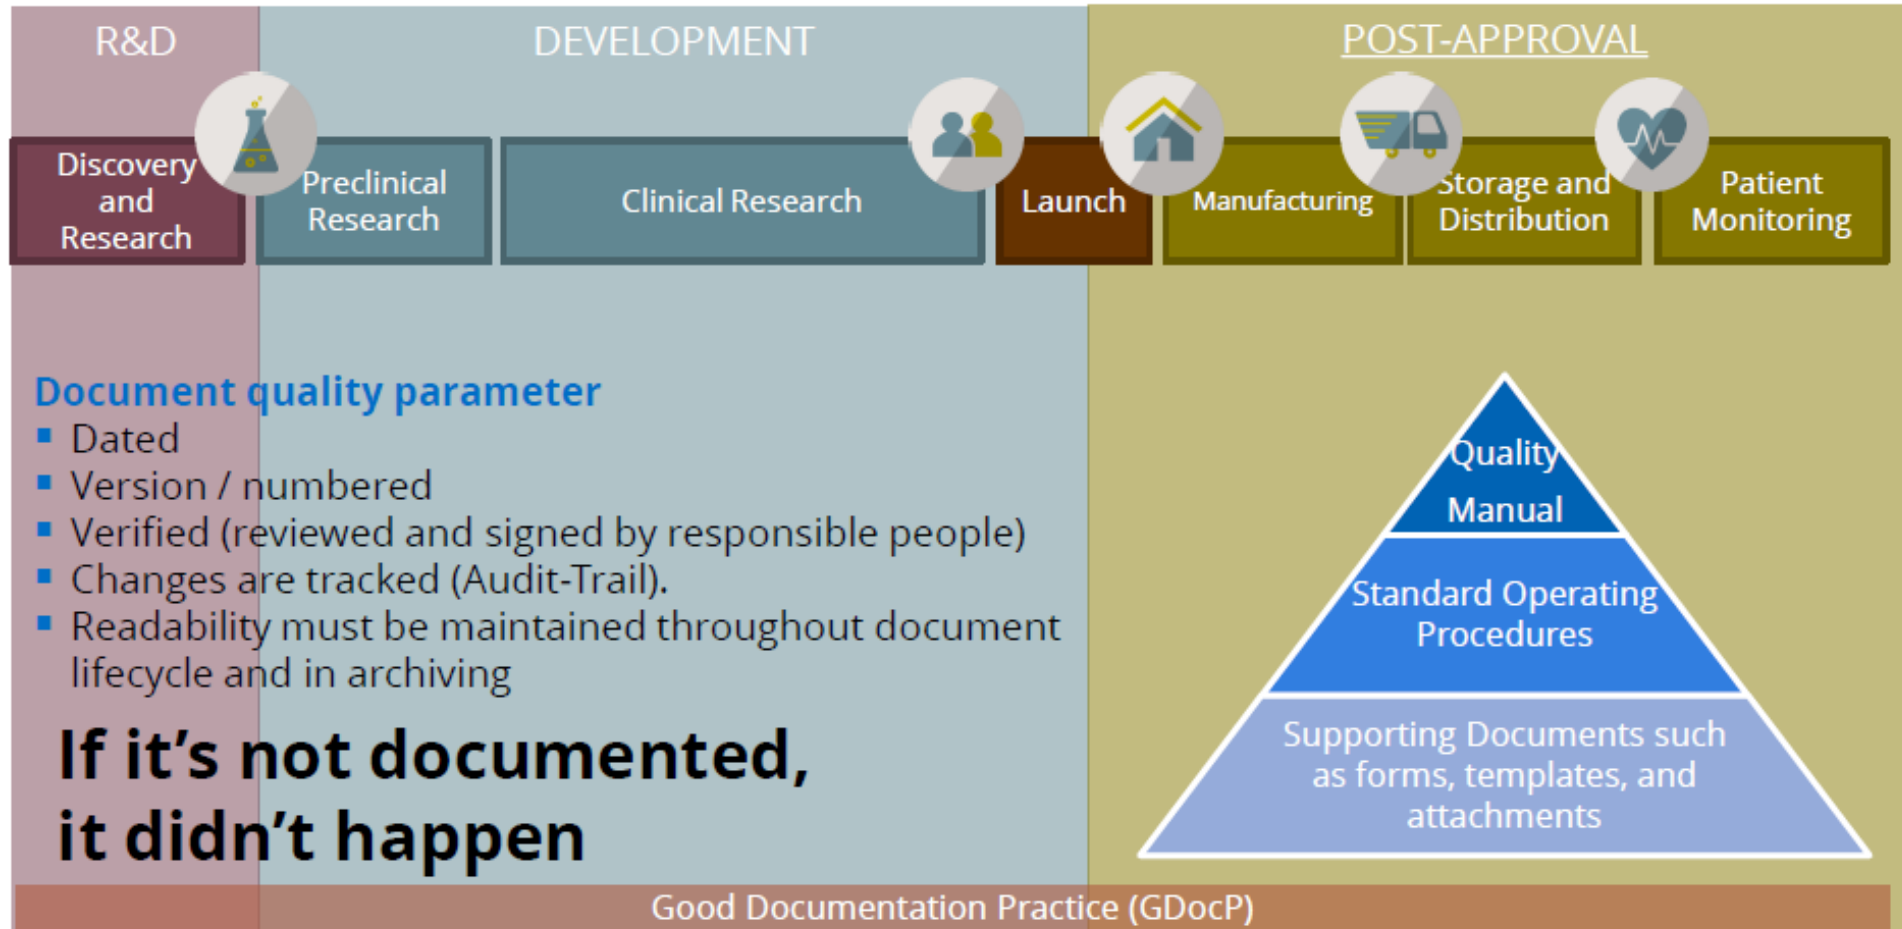 R&D
DEVELOPMENT
POST-APPROVAL
Discovery
and
Research
Preclinical
Research
Clinical Research
Launch
Manufacturing
Storage and
Distribution
Patient
Monitoring
Document quality parameter
▪ Dated
▪ Version / numbered
▪ Verified (reviewed and signed by responsible people)
▪ Changes are tracked (Audit-Trail).
▪ Readability must be maintained throughout document
lifecycle and in archiving
If it’s not documented,
it didn’t happen
Quality
Manual
Standard Operating
Procedures
Supporting Documents such
as forms, templates, and
attachments
Good Documentation Practice (GDocP)